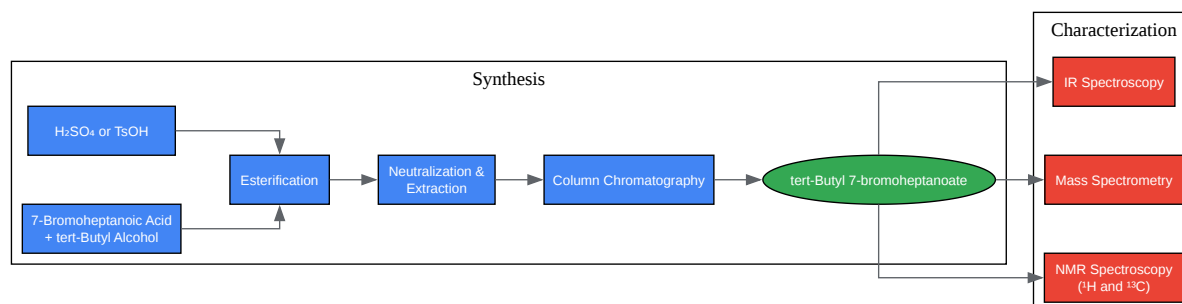 Characterization
Synthesis
IR Spectroscopy
H₂SO₄ or TsOH
Esterification
Neutralization &
Extraction
Column Chromatography
tert-Butyl 7-bromoheptanoate
Mass Spectrometry
7-Bromoheptanoic Acid
+ tert-Butyl Alcohol
NMR Spectroscopy
(¹H and ¹³C)